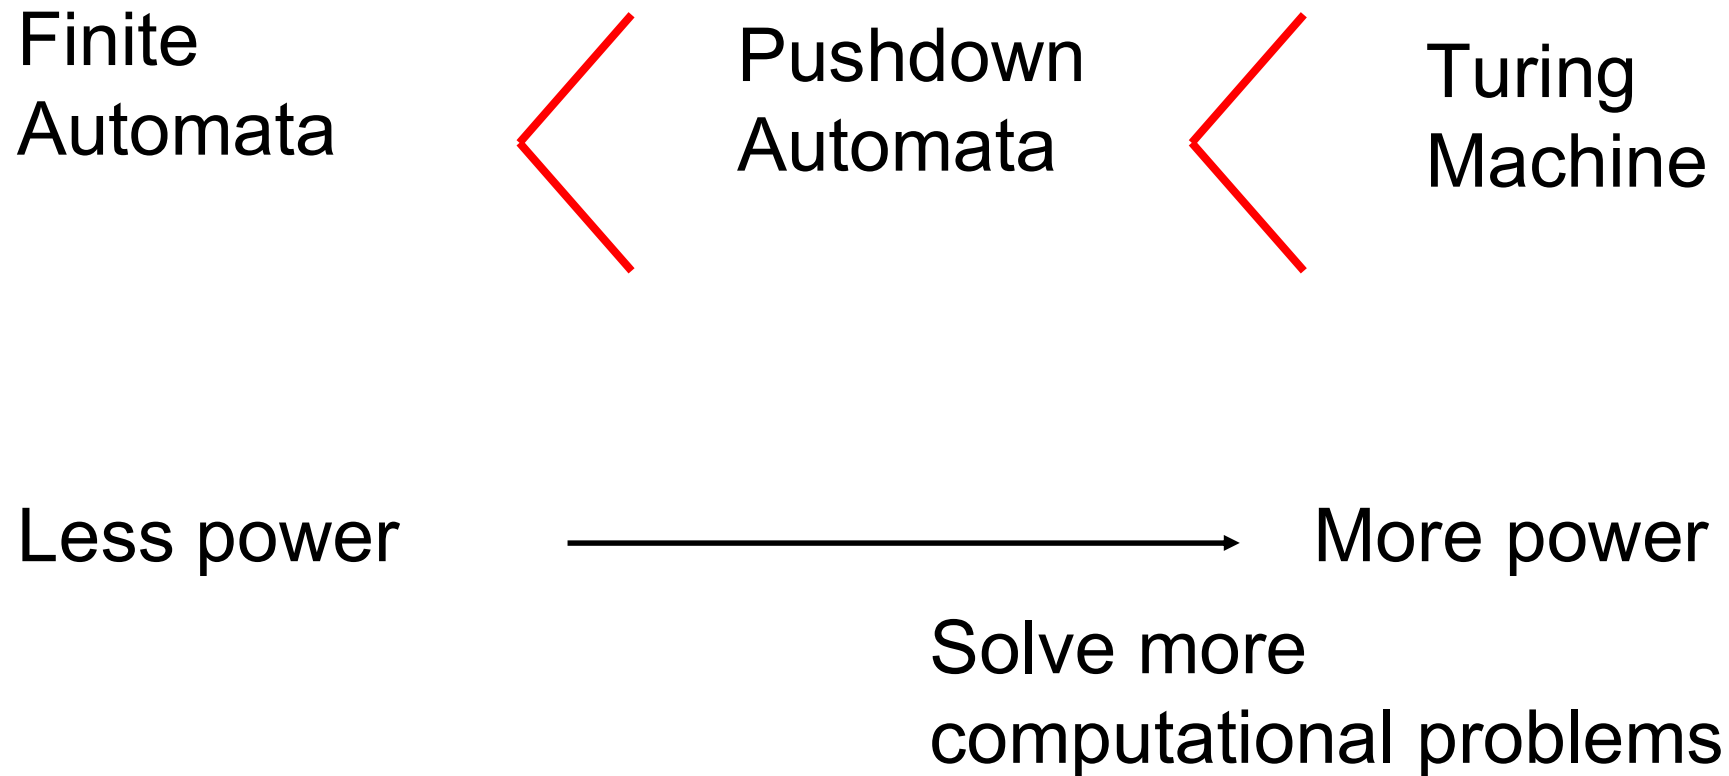 Finite
Automata
Pushdown
Automata
Turing
Machine
Less power
More power
Solve more
computational problems